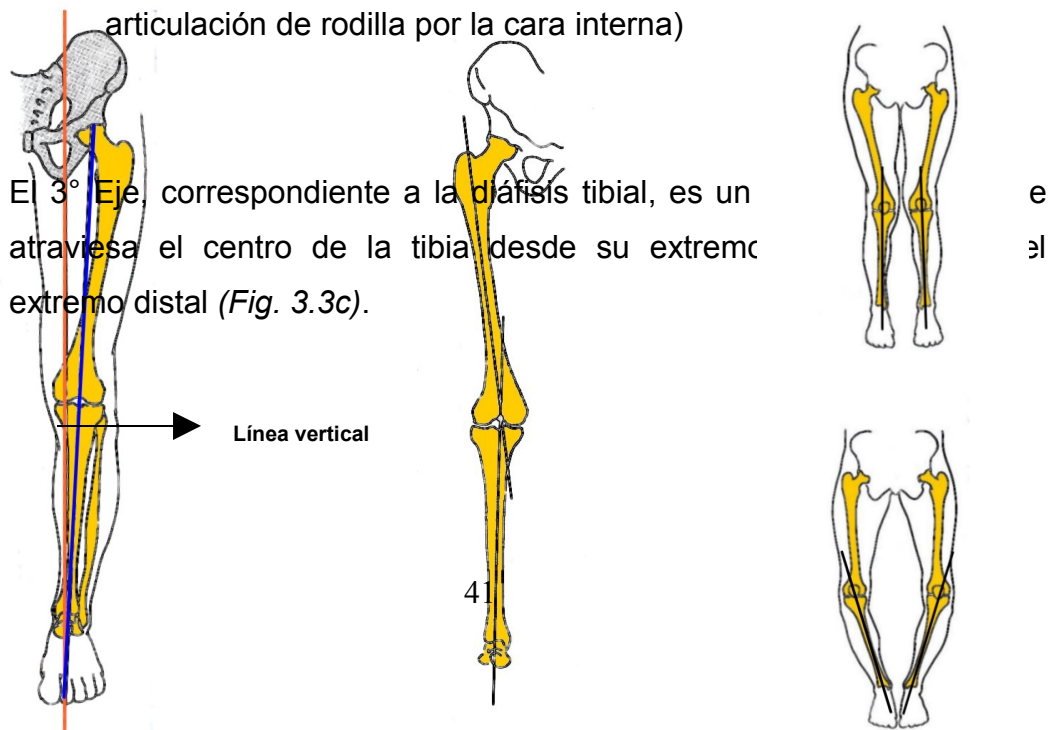 articulación de rodilla por la cara interna)
El 3° Eje, correspondiente a la diáfisis tibial, es un e
atraviesa el centro de la tibia desde su extremo el
extremo distal (Fig. 3.3c).
Línea vertical
41